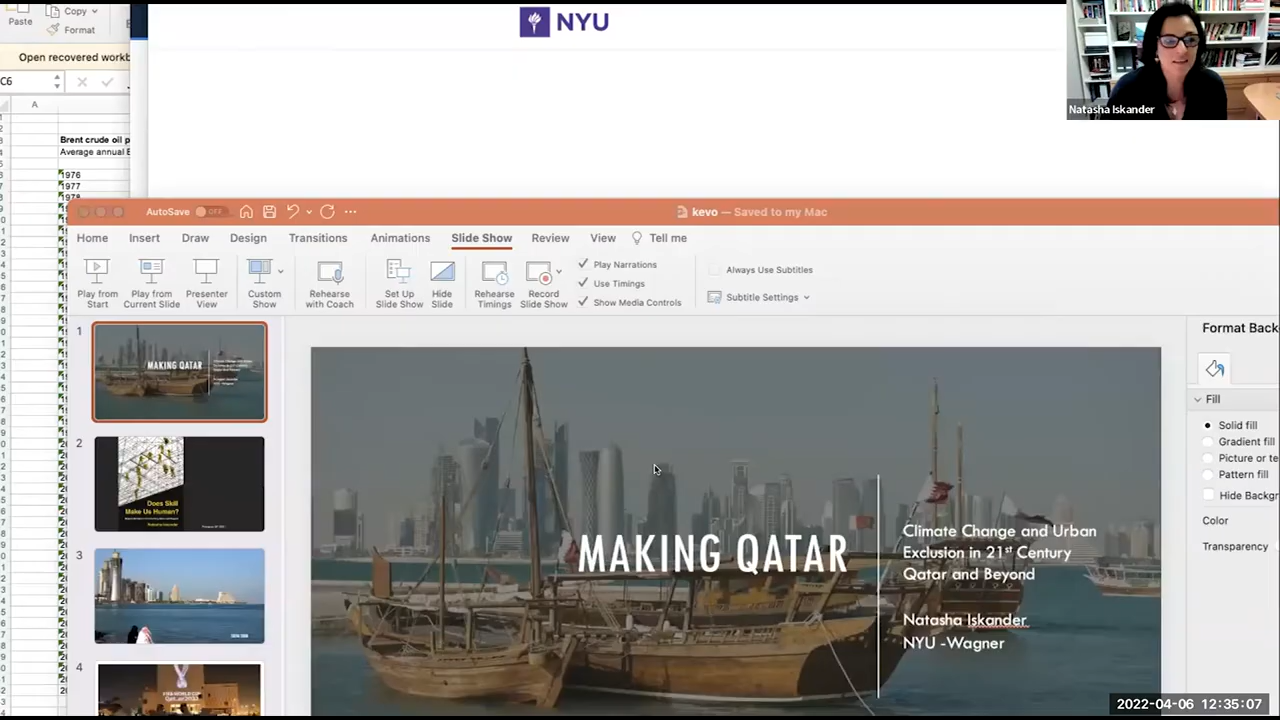 Paste
Copy
Format
NYU
Natasha Iskander
Open recovered workb
C6
A
Brent crude oil p
Average annual B
1976
1977
1978
AutoSave OFF
kevo — Saved to my Mac
Home Insert Draw Design Transitions Animations Slide Show Review View Tell me
Play from Start
Play from Current Slide
Presenter View
Custom Show
Rehearse with Coach
Set Up Slide Show
Hide Slide
Rehearse Timings
Record Slide Show
Play Narrations
Use Timings
Show Media Controls
Always Use Subtitles
Subtitle Settings
1
MAKING QATAR
2
Does Skill
Make Us Human?
3
4
FIFA WORLD CUP
Qatar2022
MAKING QATAR
Climate Change and Urban
Exclusion in 21st Century
Qatar and Beyond
Natasha Iskander
NYU -Wagner
Format Back
Fill
Solid fill
Gradient fill
Picture or te
Pattern fill
Hide Backgr
Color
Transparency
2022-04-06 12:35:07